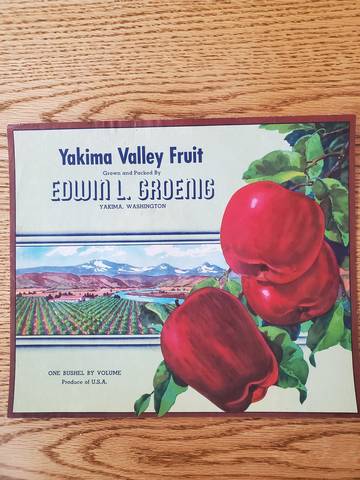 Yakima Valley Fruit
Grown and Packed By
EDWIN L. GROENIG
YAKIMA, WASHINGTON
ONE BUSHEL BY VOLUME
Produce of U.S.A.